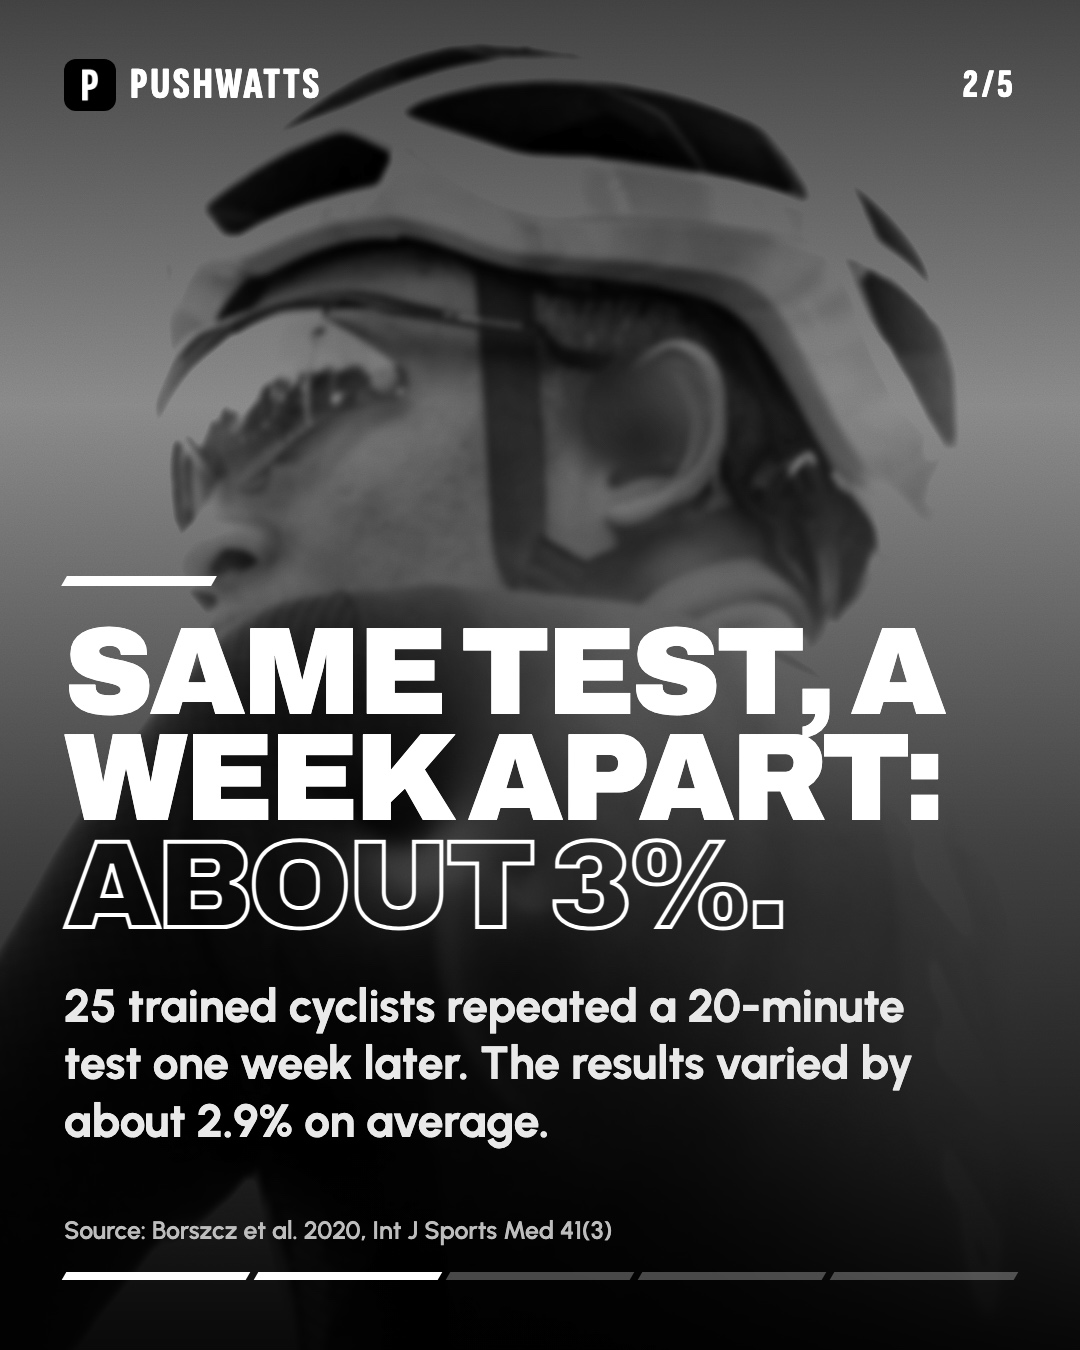 P PUSHWATTS
2/5
SAME TEST, A
WEEK APART:
ABOUT 3%.
25 trained cyclists repeated a 20-minute
test one week later. The results varied by
about 2.9% on average.
Source: Borszcz et al. 2020, Int J Sports Med 41(3)